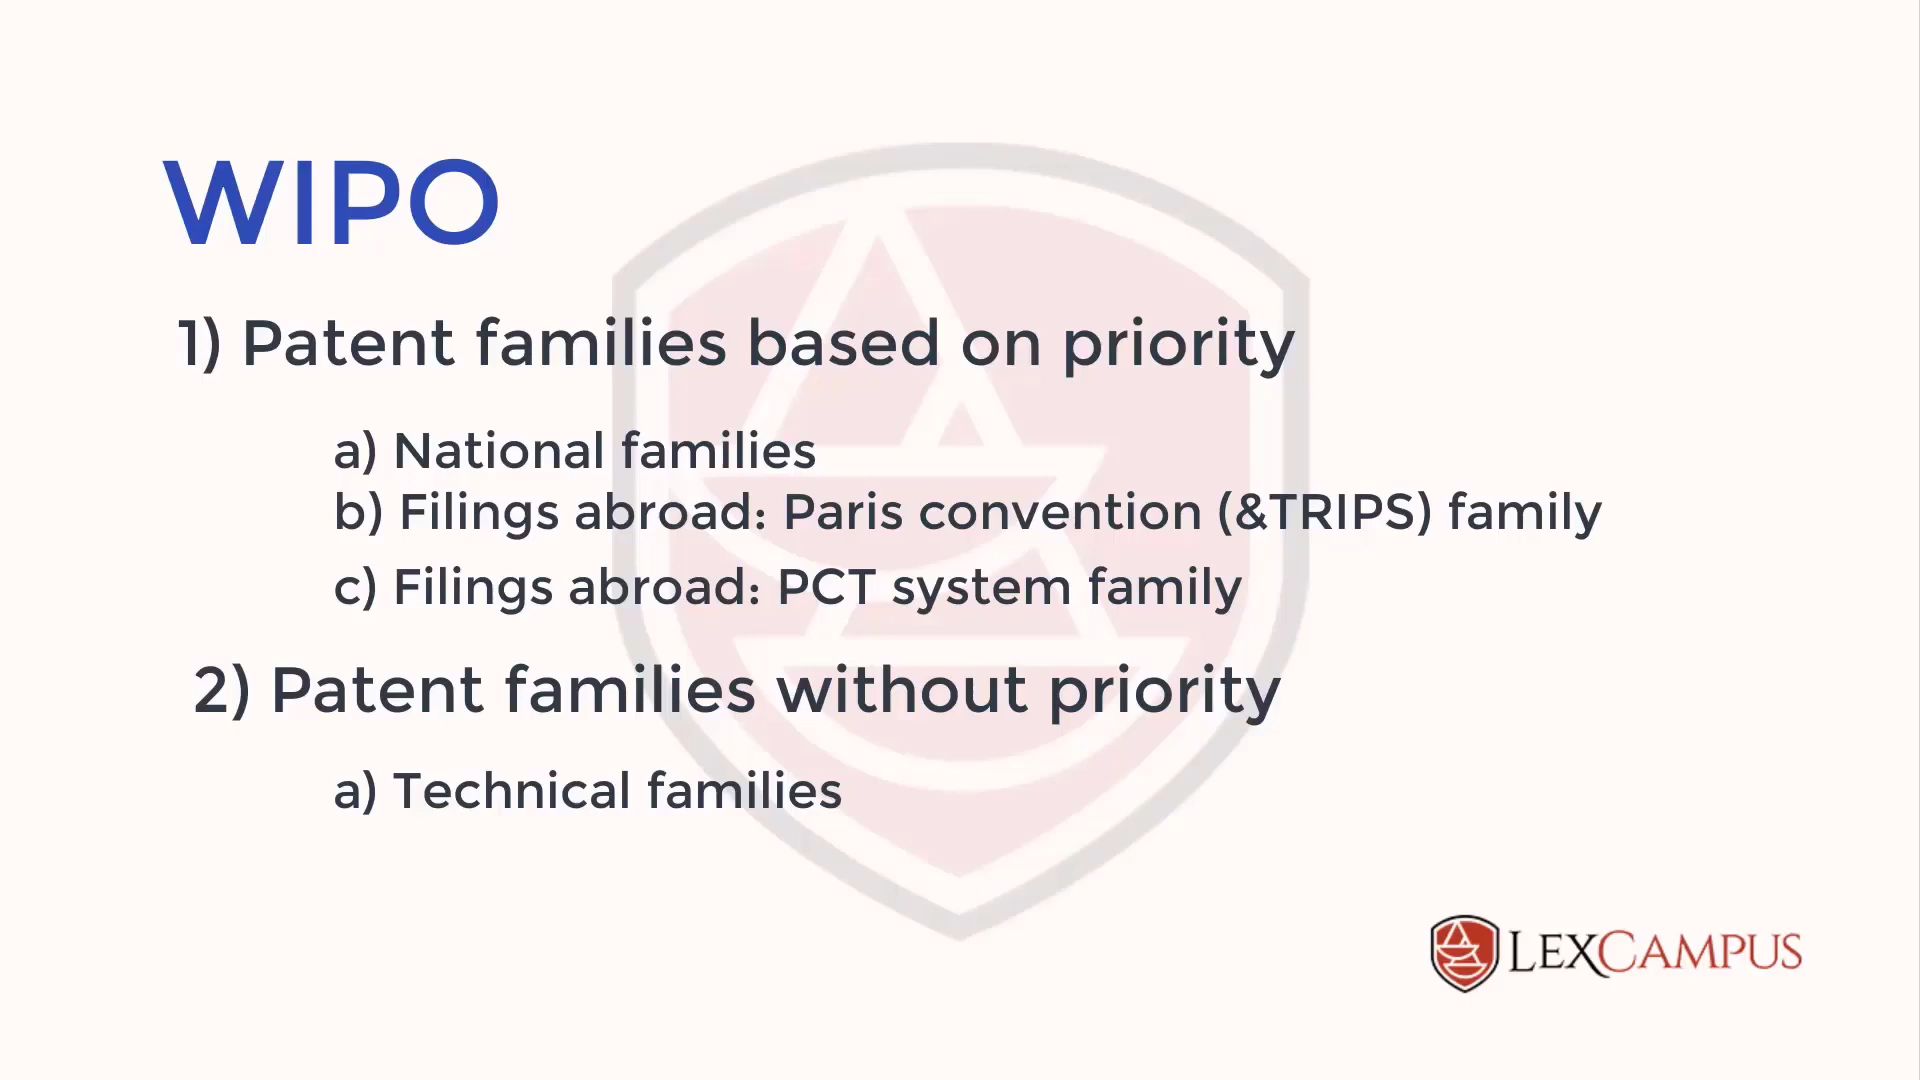 WIPO
1) Patent families based on priority
a) National families
b) Filings abroad: Paris convention (&TRIPS) family
c) Filings abroad: PCT system family
2) Patent families without priority
a) Technical families
LEXCAMPUS